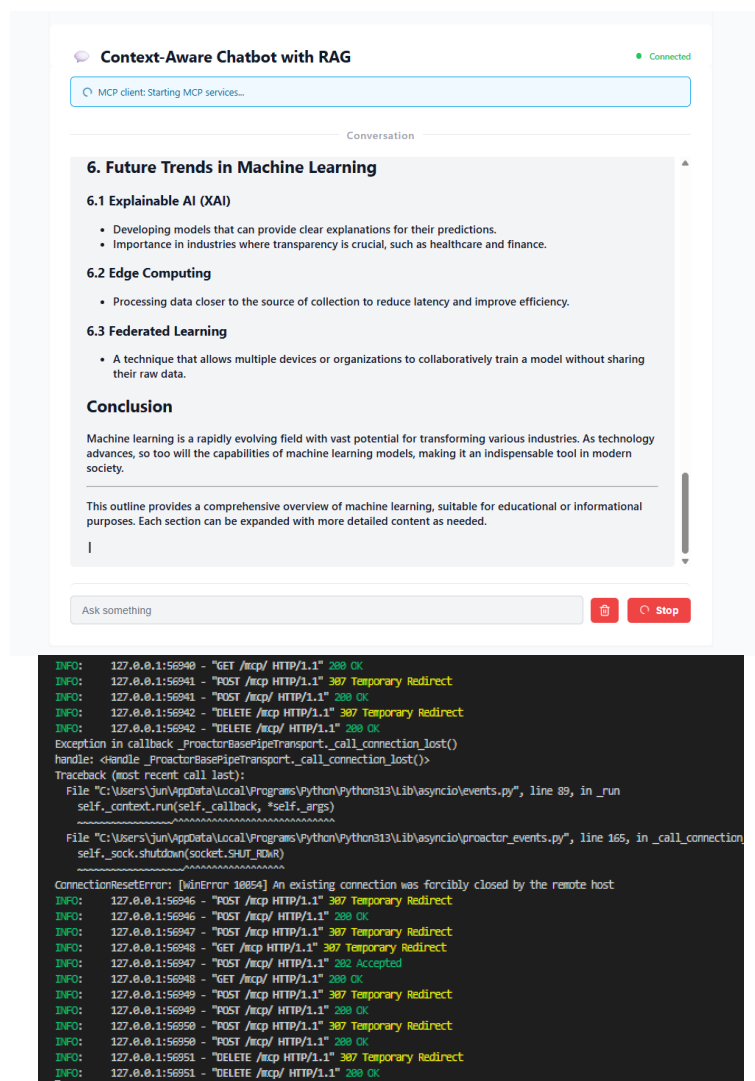 Context-Aware Chatbot with RAG
Connected
MCP client: Starting MCP services...
Conversation
6. Future Trends in Machine Learning
6.1 Explainable AI (XAI)
• Developing models that can provide clear explanations for their predictions.
• Importance in industries where transparency is crucial, such as healthcare and finance.
6.2 Edge Computing
• Processing data closer to the source of collection to reduce latency and improve efficiency.
6.3 Federated Learning
• A technique that allows multiple devices or organizations to collaboratively train a model without sharing
their raw data.
Conclusion
Machine learning is a rapidly evolving field with vast potential for transforming various industries. As technology
advances, so too will the capabilities of machine learning models, making it an indispensable tool in modern
society.
This outline provides a comprehensive overview of machine learning, suitable for educational or informational
purposes. Each section can be expanded with more detailed content as needed.
Ask something
Stop
INFO: 127.0.0.1:56940 - "GET /mcp/ HTTP/1.1" 200 OK
INFO: 127.0.0.1:56941 - "POST /mcp HTTP/1.1" 307 Temporary Redirect
INFO: 127.0.0.1:56941 - "POST /mcp/ HTTP/1.1" 200 OK
INFO: 127.0.0.1:56942 - "DELETE /mcp HTTP/1.1" 307 Temporary Redirect
INFO: 127.0.0.1:56942 - "DELETE /mcp/ HTTP/1.1" 200 OK
Exception in callback _ProactorBasePipeTransport._call_connection_lost()
handle: <Handle _ProactorBasePipeTransport._call_connection_lost()>
Traceback (most recent call last):
File "C:\Users\jun\AppData\Local\Programs\Python\Python313\Lib\asyncio\events.py", line 89, in _run
self._context.run(self._callback, *self._args)
~~~~~~~~~~~~~~~~~^^^^^^^^^^^^^^^^^^^^^^^^^^^^^
File "C:\Users\jun\AppData\Local\Programs\Python\Python313\Lib\asyncio\proactor_events.py", line 165, in _call_connection_
self._sock.shutdown(socket.SHUT_RDWR)
~~~~~~~~~~~~~~~~~~~^^^^^^^^^^^^^^^^^^
ConnectionResetError: [WinError 10054] An existing connection was forcibly closed by the remote host
INFO: 127.0.0.1:56946 - "POST /mcp HTTP/1.1" 307 Temporary Redirect
INFO: 127.0.0.1:56946 - "POST /mcp/ HTTP/1.1" 200 OK
INFO: 127.0.0.1:56947 - "POST /mcp HTTP/1.1" 307 Temporary Redirect
INFO: 127.0.0.1:56948 - "GET /mcp HTTP/1.1" 307 Temporary Redirect
INFO: 127.0.0.1:56947 - "POST /mcp/ HTTP/1.1" 202 Accepted
INFO: 127.0.0.1:56948 - "GET /mcp/ HTTP/1.1" 200 OK
INFO: 127.0.0.1:56949 - "POST /mcp HTTP/1.1" 307 Temporary Redirect
INFO: 127.0.0.1:56949 - "POST /mcp/ HTTP/1.1" 200 OK
INFO: 127.0.0.1:56950 - "POST /mcp HTTP/1.1" 307 Temporary Redirect
INFO: 127.0.0.1:56950 - "POST /mcp/ HTTP/1.1" 200 OK
INFO: 127.0.0.1:56951 - "DELETE /mcp HTTP/1.1" 307 Temporary Redirect
INFO: 127.0.0.1:56951 - "DELETE /mcp/ HTTP/1.1" 200 OK